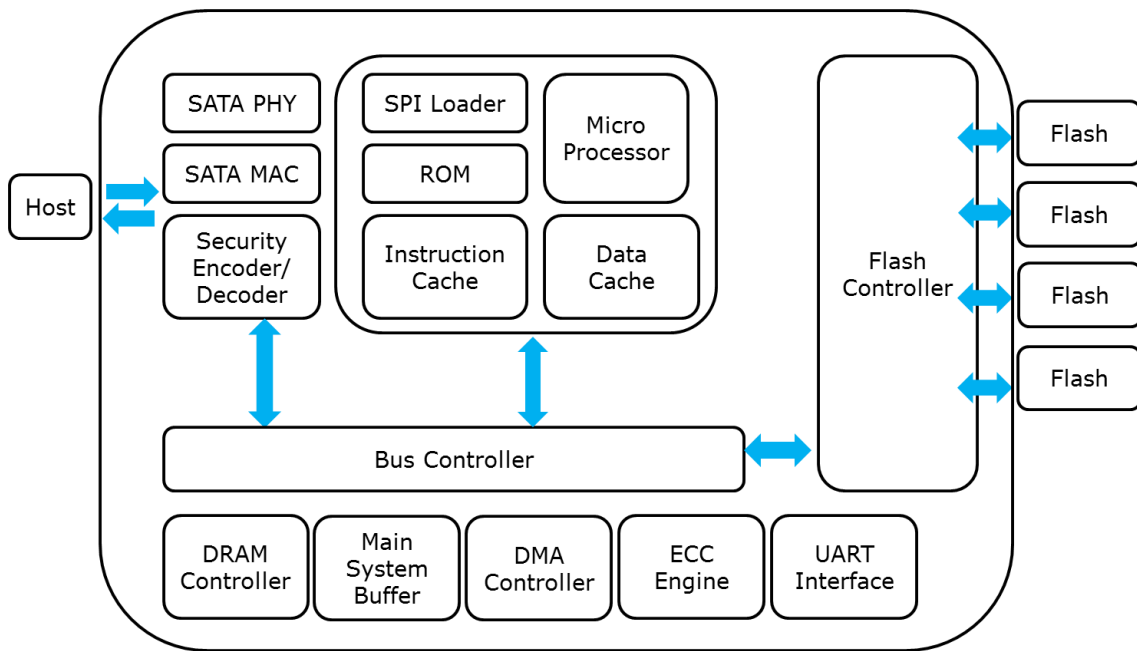 SATA PHY
SATA MAC
Host
Security
Encoder/
Decoder
SPI Loader
ROM
Micro
Processor
Instruction
Cache
Data
Cache
Flash
Controller
Flash
Flash
Flash
Flash
Bus Controller
DRAM
Controller
Main
System
Buffer
DMA
Controller
ECC
Engine
UART
Interface